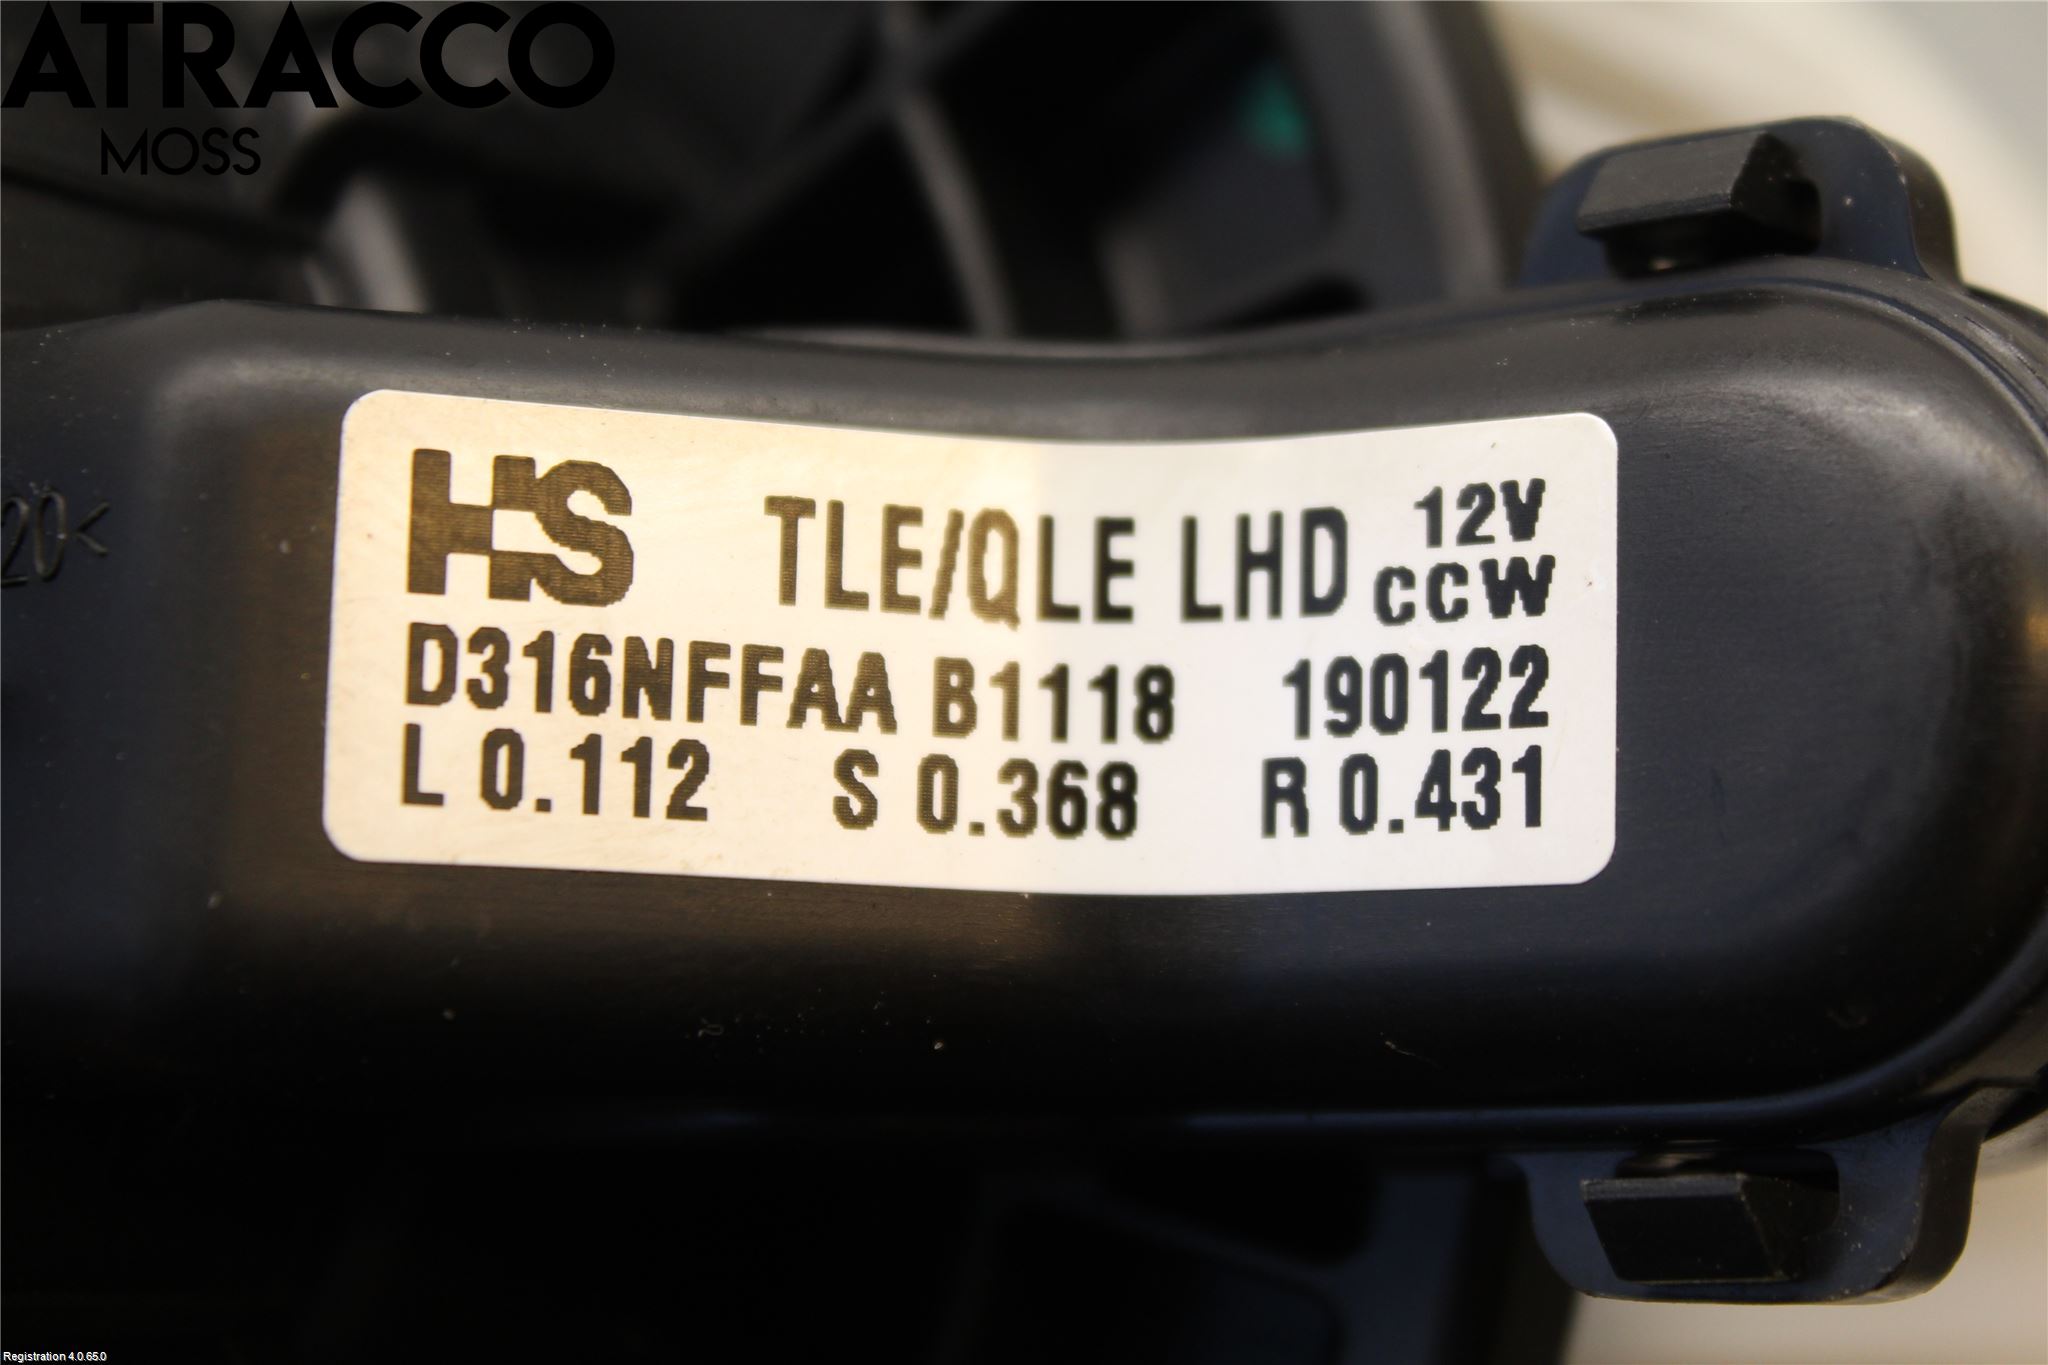 ATRACCO
MOSS
20<
HS TLE/QLE LHD 12V
CCW
D316NFFAA B1118 190122
L 0.112 S 0.368 R 0.431
Registration 4.0.65.0